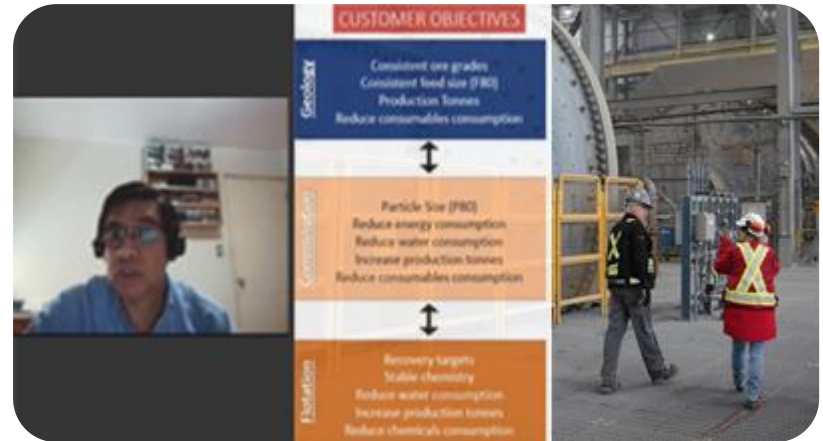 CUSTOMER OBJECTIVES
Geology
Consistent ore grades
Consistent feed size (F80)
Production Tonnes
Reduce consumables consumption
Comminution
Particle Size (P80)
Reduce energy consumption
Reduce water consumption
Increase production tonnes
Reduce consumables consumption
Flotation
Recovery targets
Stable chemistry
Reduce water consumption
Increase production tonnes
Reduce chemicals consumption